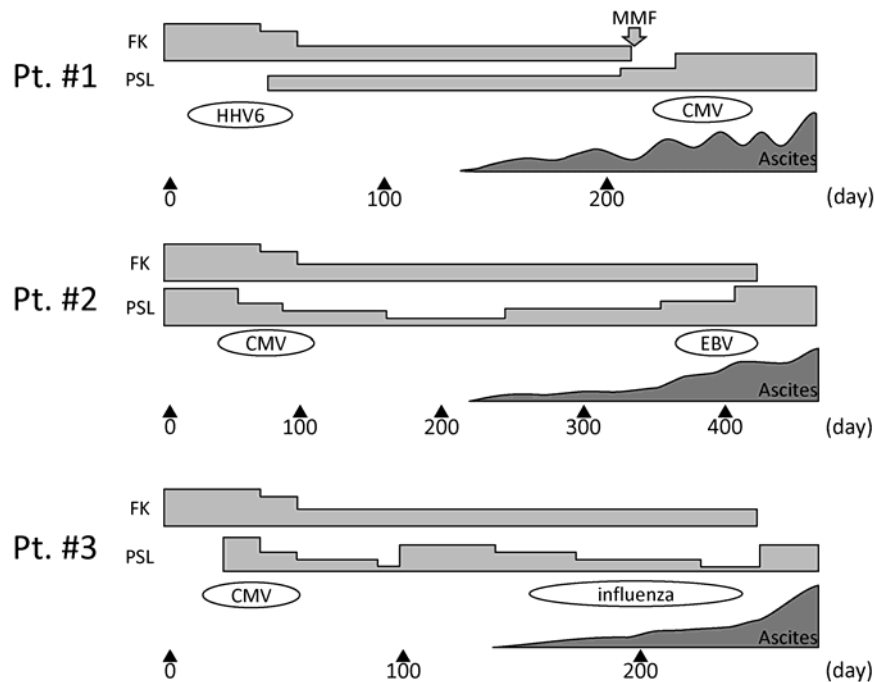 MMF
FK
Pt. #1
PSL
HHV6
CMV
Ascites
0 100 200 (day)
FK
Pt. #2
PSL
CMV
EBV
Ascites
0 100 200 300 400 (day)
FK
Pt. #3
PSL
CMV
influenza
Ascites
0 100 200 (day)